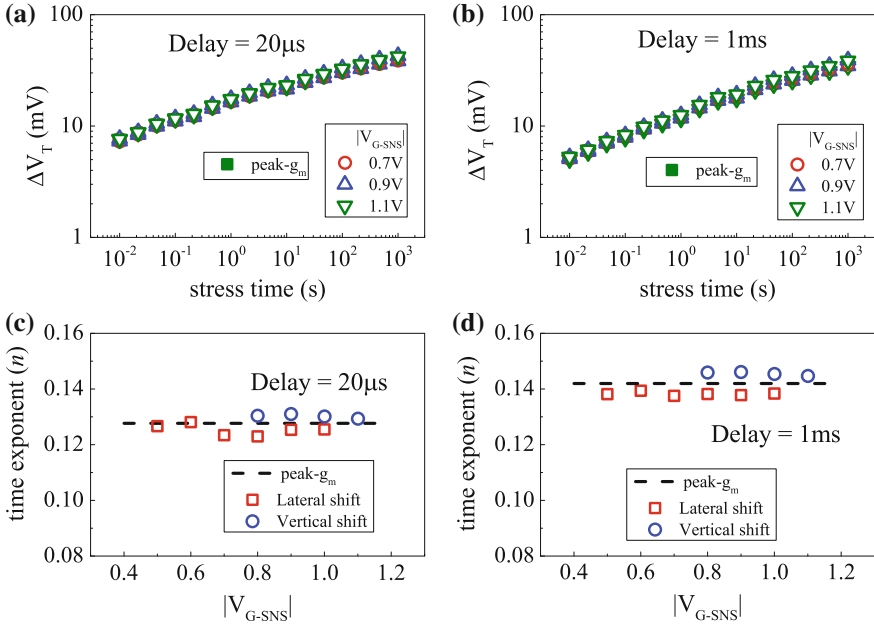 (a)
100
10
1
ΔV_T (mV)
Delay = 20μs
peak-g_m
|V_G-SNS|
0.7V
0.9V
1.1V
10^-2 10^-1 10^0 10^1 10^2 10^3
stress time (s)
(b)
100
10
1
ΔV_T (mV)
Delay = 1ms
peak-g_m
|V_G-SNS|
0.7V
0.9V
1.1V
10^-2 10^-1 10^0 10^1 10^2 10^3
stress time (s)
(c)
0.16
0.14
0.12
0.10
0.08
time exponent (n)
Delay = 20μs
peak-g_m
Lateral shift
Vertical shift
0.4 0.6 0.8 1.0 1.2
|V_G-SNS|
(d)
0.16
0.14
0.12
0.10
0.08
time exponent (n)
Delay = 1ms
peak-g_m
Lateral shift
Vertical shift
0.4 0.6 0.8 1.0 1.2
|V_G-SNS|